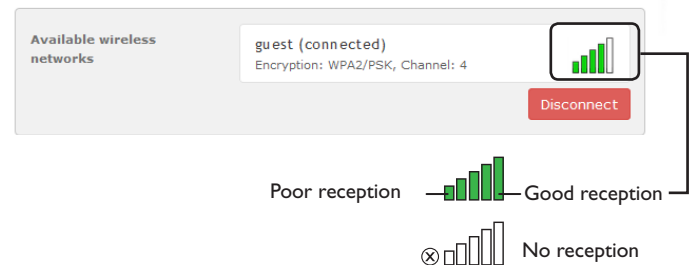 Available wireless
networks
guest (connected)
Encryption: WPA2/PSK, Channel: 4
Disconnect
Poor reception
Good reception
No reception